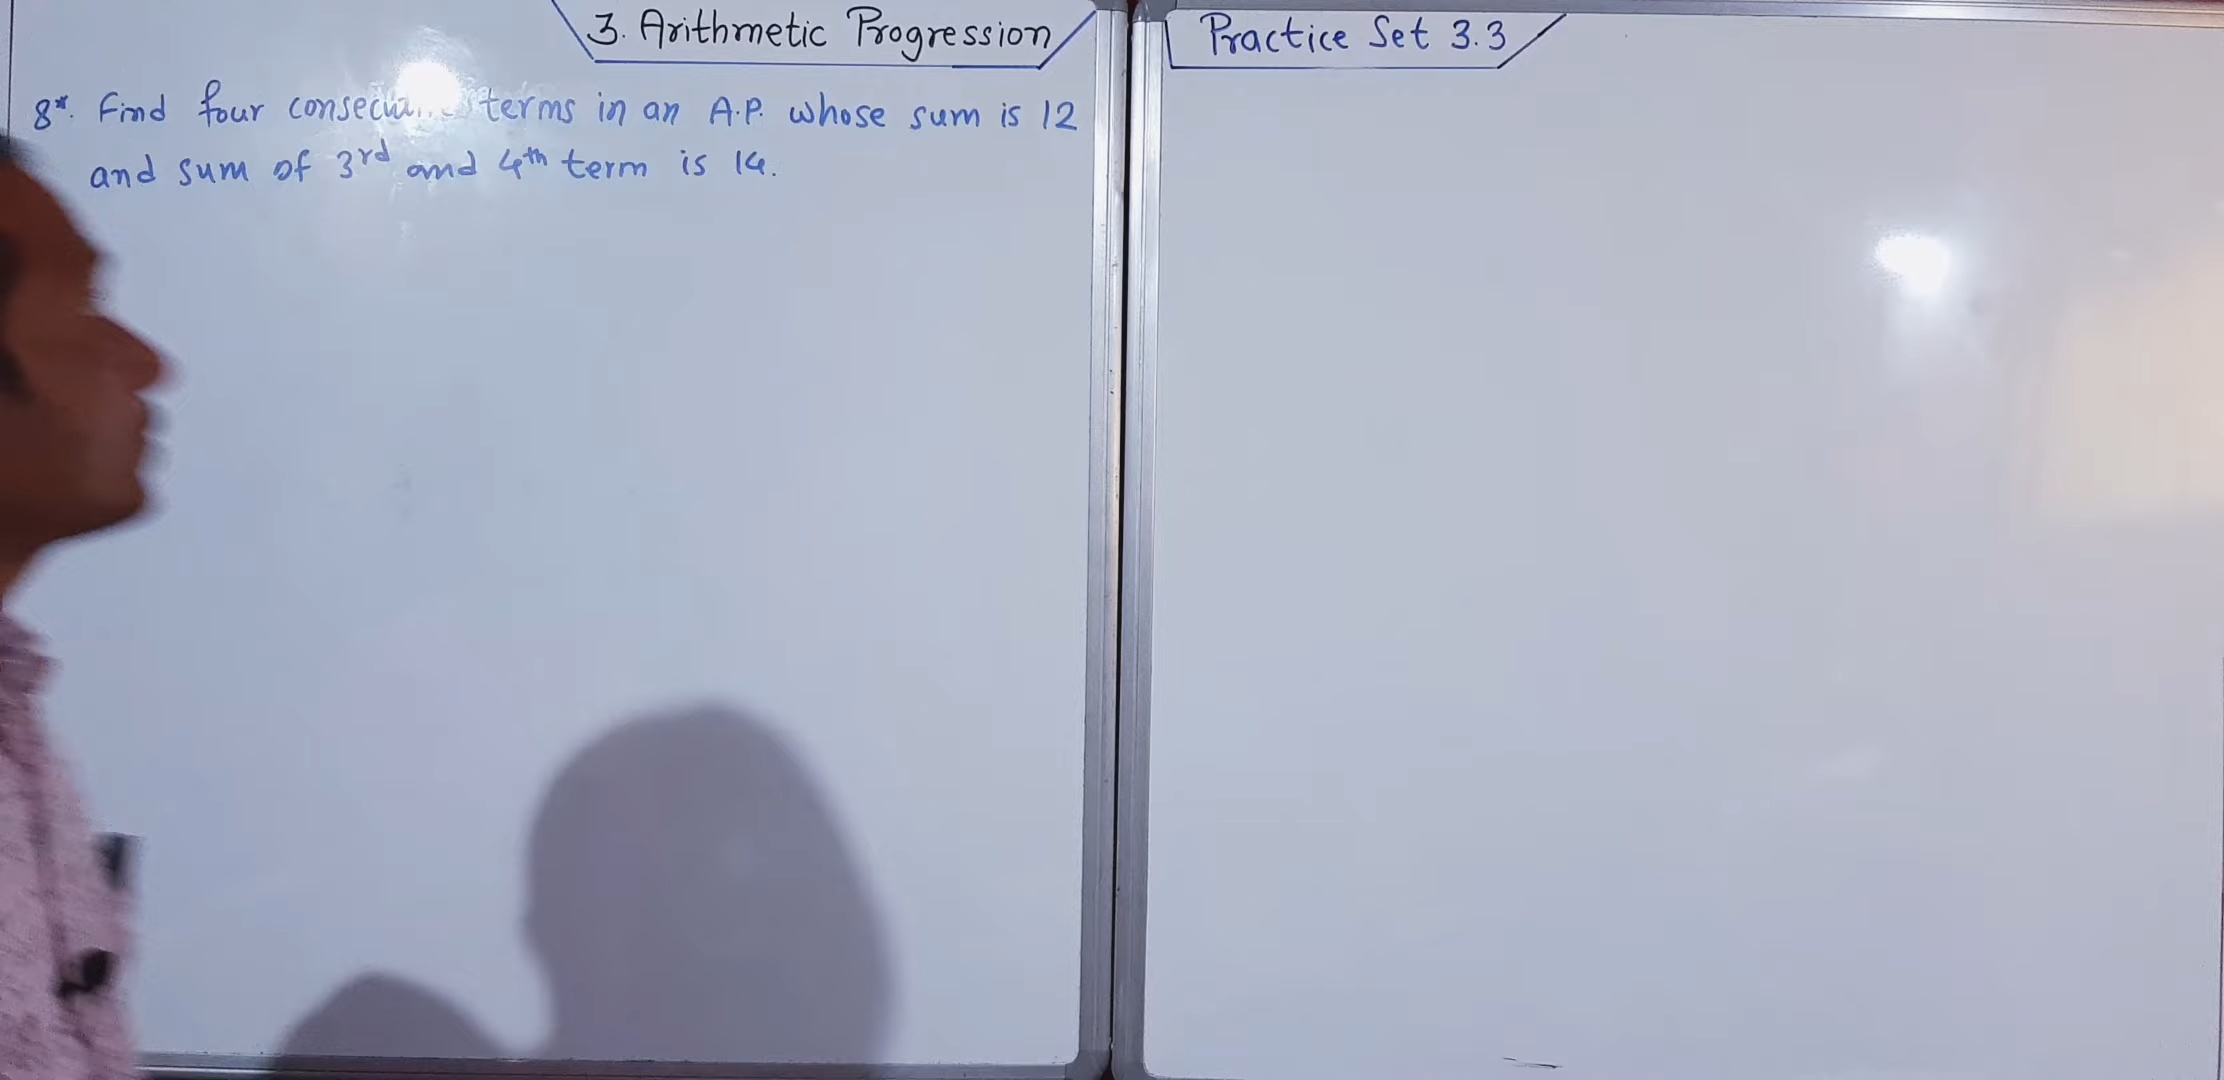 3. Arithmetic Progression
Practice Set 3.3
8*. Find four terms in an A.P. whose sum is 12
and sum of 3rd and 4th term is 14.